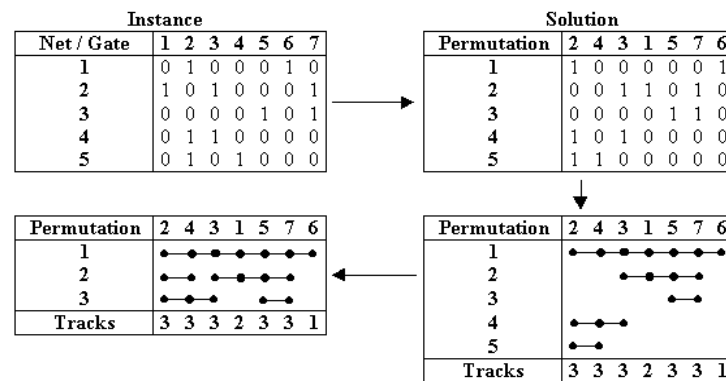 Instance
Net / Gate 1 2 3 4 5 6 7
1 0 1 0 0 0 1 0
2 1 0 1 0 0 0 1
3 0 0 0 0 1 0 1
4 0 1 1 0 0 0 0
5 0 1 0 1 0 0 0
Solution
Permutation 2 4 3 1 5 7 6
1 1 0 0 0 0 0 1
2 0 0 1 1 0 1 0
3 0 0 0 0 1 1 0
4 1 0 1 0 0 0 0
5 1 1 0 0 0 0 0
Permutation 2 4 3 1 5 7 6
1
2
3
Tracks 3 3 3 2 3 3 1
Permutation 2 4 3 1 5 7 6
1
2
3
4
5
Tracks 3 3 3 2 3 3 1